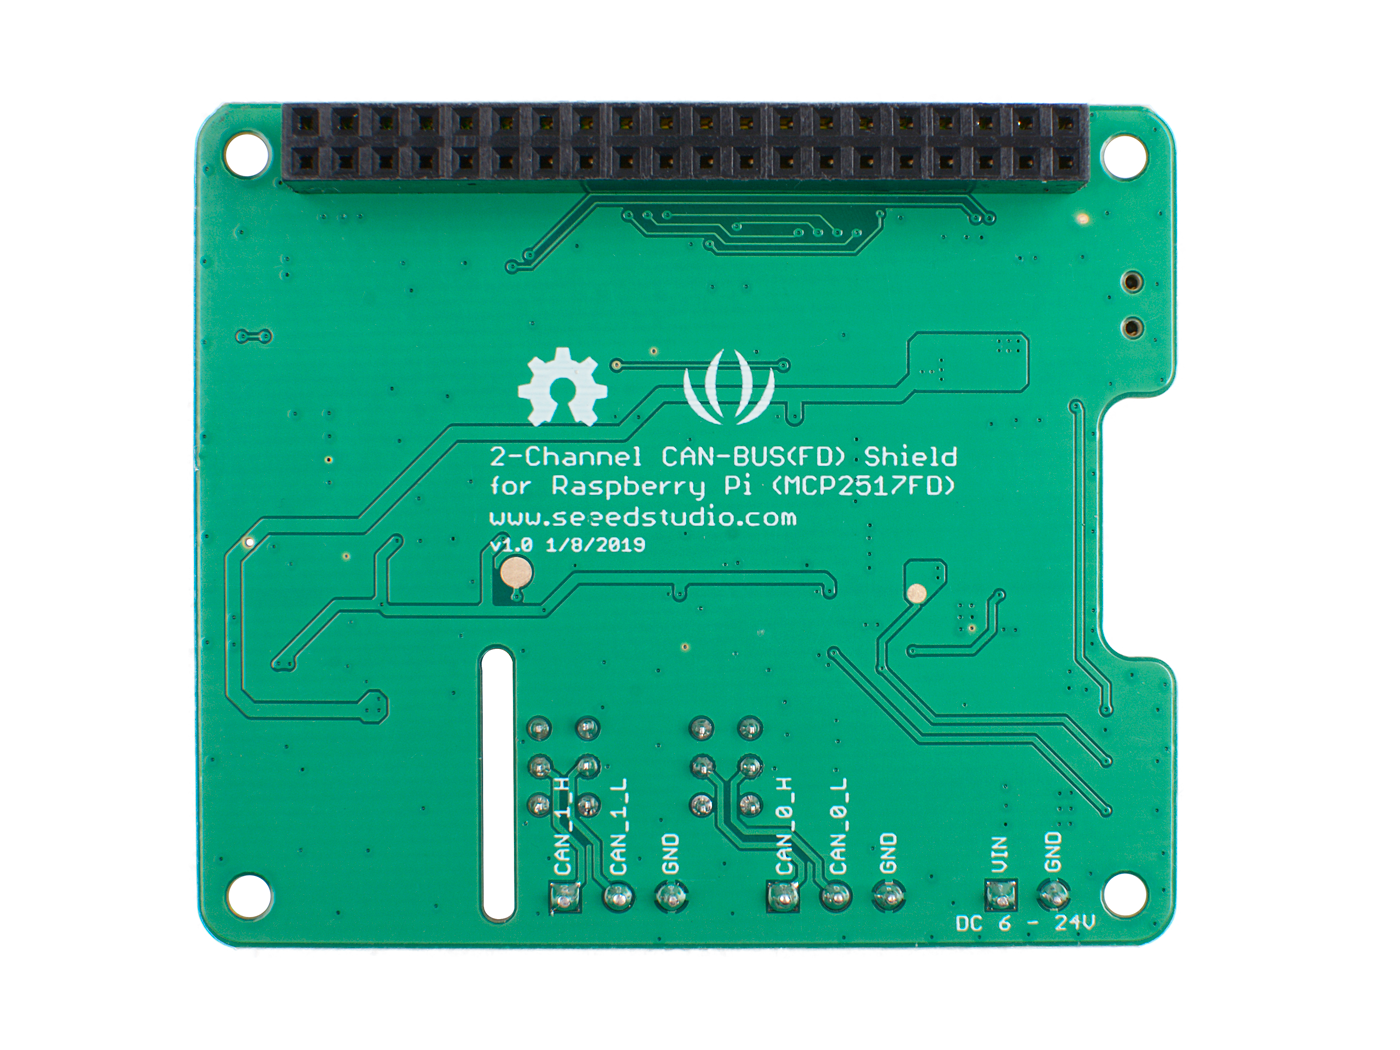 2-Channel CAN-BUS(FD) Shield
for Raspberry Pi (MCP2517FD)
www.seeedstudio.com
v1.0 1/8/2019
CAN_1_H
CAN_1_L
GND
CAN_0_H
CAN_0_L
GND
VIN
GND
DC 6 - 24V